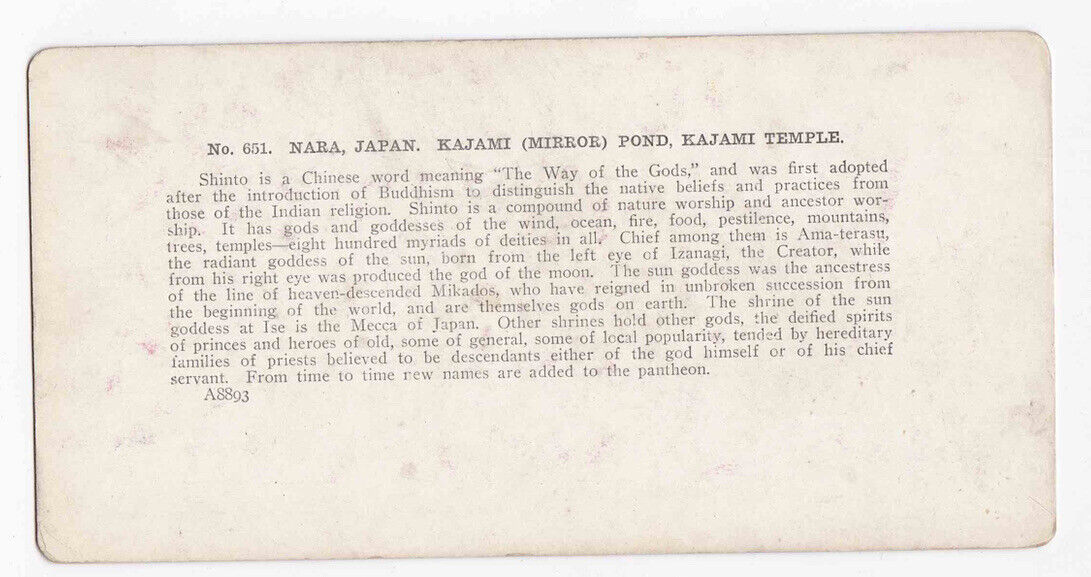 No. 651. NARA, JAPAN. KAJAMI (MIRROR) POND, KAJAMI TEMPLE.
Shinto is a Chinese word meaning "The Way of the Gods," and was first adopted
after the introduction of Buddhism to distinguish the native beliefs and practices from
those of the Indian religion. Shinto is a compound of nature worship and ancestor wor-
ship. It has gods and goddesses of the wind, ocean, fire, food, pestilence, mountains,
trees, temples—eight hundred myriads of deities in all. Chief among them is Ama-terasu,
the radiant goddess of the sun, born from the left eye of Izanagi, the Creator, while
from his right eye was produced the god of the moon. The sun goddess was the ancestress
of the line of heaven-descended Mikados, who have reigned in unbroken succession from
the beginning of the world, and are themselves gods on earth. The shrine of the sun
goddess at Ise is the Mecca of Japan. Other shrines hold other gods, the deified spirits
of princes and heroes of old, some of general, some of local popularity, tended by hereditary
families of priests believed to be descendants either of the god himself or of his chief
servant. From time to time new names are added to the pantheon.
A8893